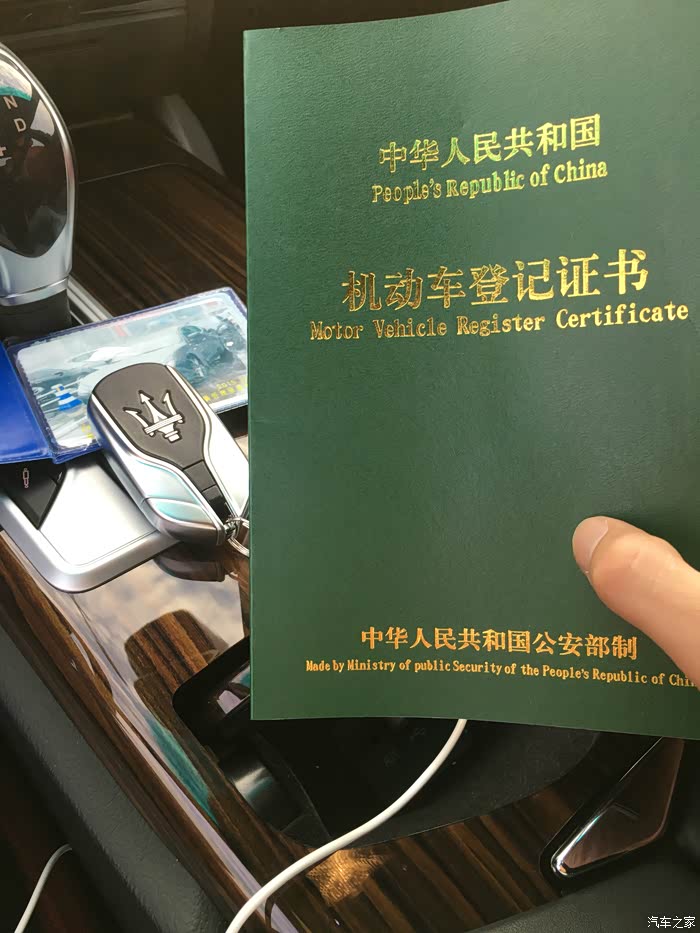 N
D
中华人民共和国
People's Republic of China
机动车登记证书
Motor Vehicle Register Certificate
中华人民共和国公安部制
Made by Ministry of public Security of the People's Republic of Chi
汽车之家